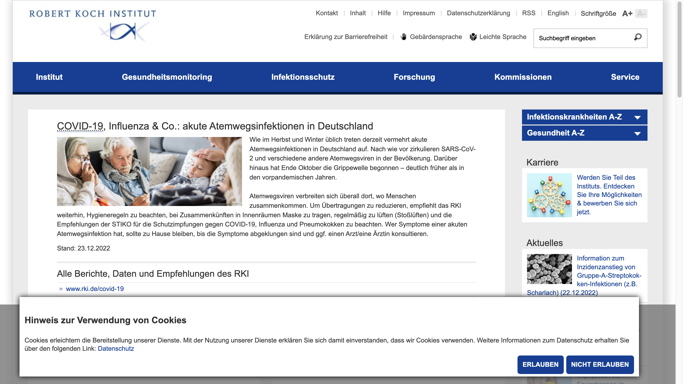 ROBERT KOCH INSTITUT
Kontakt | Inhalt | Hilfe | Impressum | Datenschutzerklärung | RSS | English | Schriftgröße A+ A-
Erklärung zur Barrierefreiheit | Gebärdensprache | Leichte Sprache
Suchbegriff eingeben
Institut Gesundheitsmonitoring Infektionsschutz Forschung Kommissionen Service
COVID-19, Influenza & Co.: akute Atemwegsinfektionen in Deutschland
Wie im Herbst und Winter üblich treten derzeit vermehrt akute
Atemwegsinfektionen in Deutschland auf. Nach wie vor zirkulieren SARS-CoV-
2 und verschiedene andere Atemwegsviren in der Bevölkerung. Darüber
hinaus hat Ende Oktober die Grippewelle begonnen – deutlich früher als in
den vorpandemischen Jahren.
Atemwegsviren verbreiten sich überall dort, wo Menschen
zusammenkommen. Um Übertragungen zu reduzieren, empfiehlt das RKI
weiterhin, Hygieneregeln zu beachten, bei Zusammenkünften in Innenräumen Maske zu tragen, regelmäßig zu lüften (Stoßlüften) und die
Empfehlungen der STIKO für die Schutzimpfungen gegen COVID-19, Influenza und Pneumokokken zu beachten. Wer Symptome einer akuten
Atemwegsinfektion hat, sollte zu Hause bleiben, bis die Symptome abgeklungen sind und ggf. einen Arzt/eine Ärztin konsultieren.
Stand: 23.12.2022
Alle Berichte, Daten und Empfehlungen des RKI
» www.rki.de/covid-19
Infektionskrankheiten A-Z
Gesundheit A-Z
Karriere
Werden Sie Teil des
Instituts. Entdecken
Sie Ihre Möglichkeiten
& bewerben Sie sich
jetzt.
Aktuelles
Information zum
Inzidenzanstieg von
Gruppe-A-Streptokok-
ken-Infektionen (z.B.
Scharlach) (22.12.2022)
Hinweis zur Verwendung von Cookies
Cookies erleichtern die Bereitstellung unserer Dienste. Mit der Nutzung unserer Dienste erklären Sie sich damit einverstanden, dass wir Cookies verwenden. Weitere Informationen zum Datenschutz erhalten Sie
über den folgenden Link: Datenschutz
ERLAUBEN NICHT ERLAUBEN